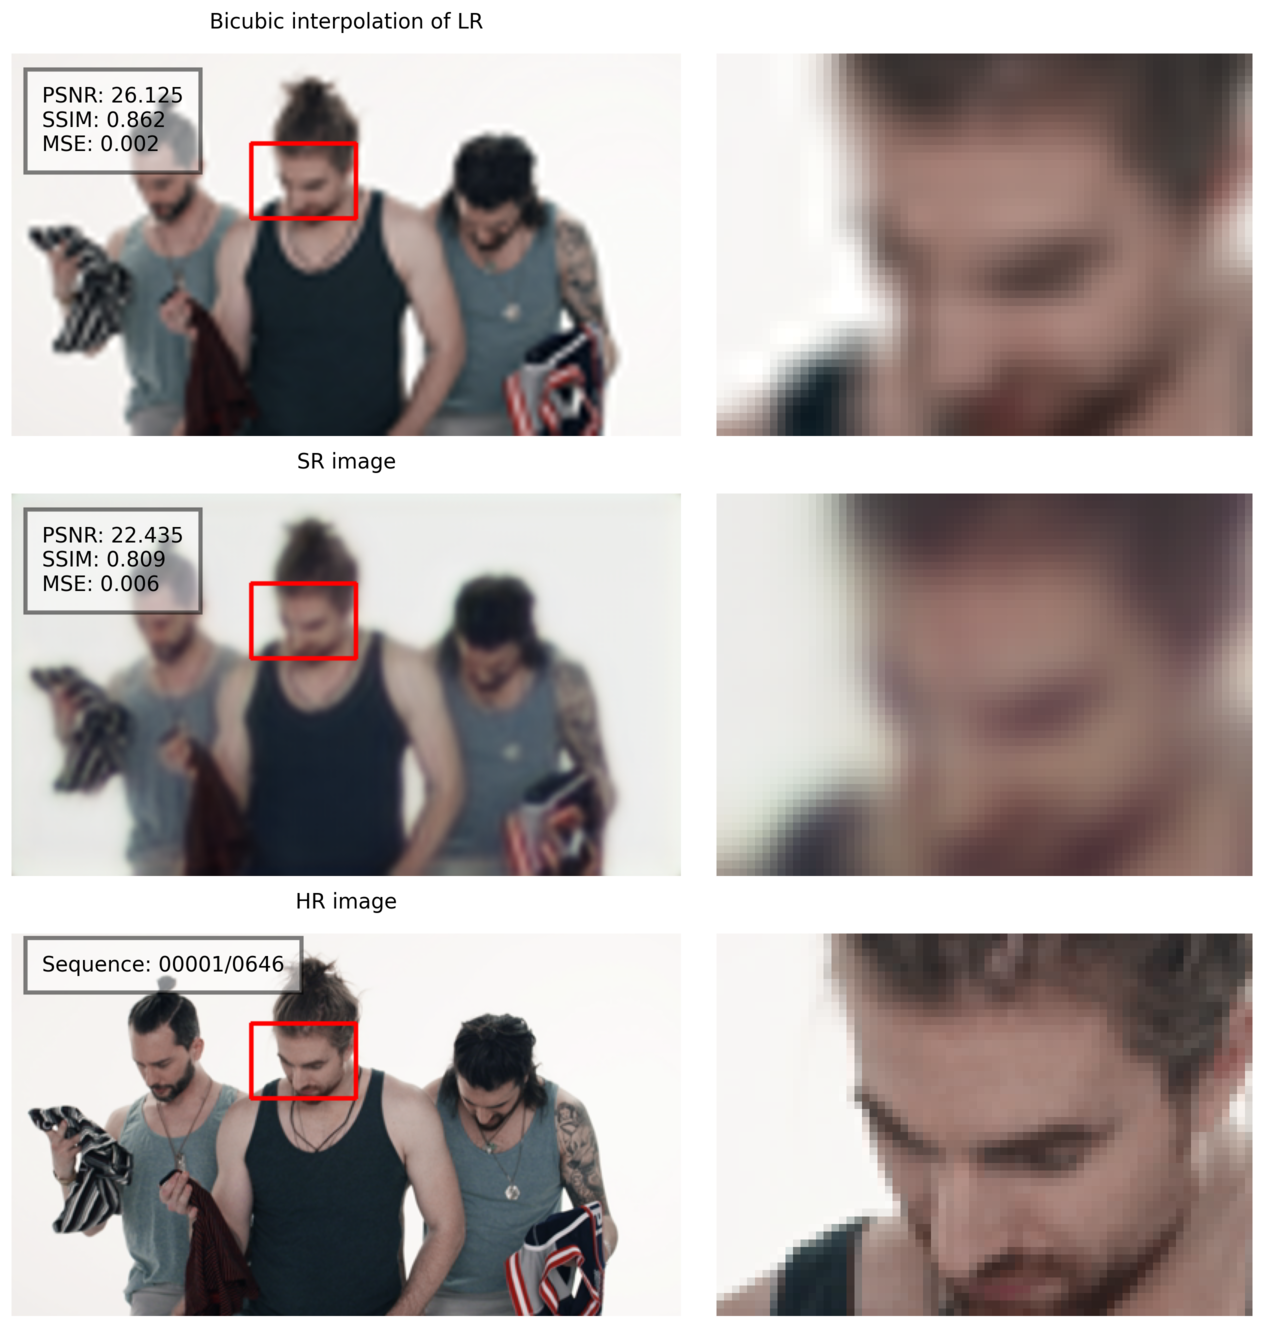 Bicubic interpolation of LR
PSNR: 26.125
SSIM: 0.862
MSE: 0.002
SR image
PSNR: 22.435
SSIM: 0.809
MSE: 0.006
HR image
Sequence: 00001/0646